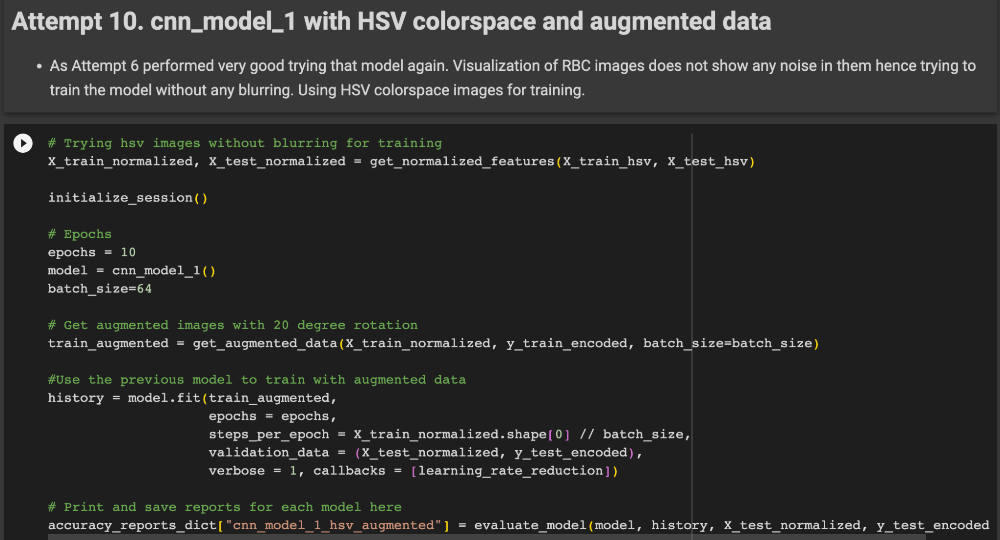 Attempt 10. cnn_model_1 with HSV colorspace and augmented data
• As Attempt 6 performed very good trying that model again. Visualization of RBC images does not show any noise in them hence trying to
train the model without any blurring. Using HSV colorspace images for training.
# Trying hsv images without blurring for training
X_train_normalized, X_test_normalized = get_normalized_features(X_train_hsv, X_test_hsv)
initialize_session()
# Epochs
epochs = 10
model = cnn_model_1()
batch_size=64
# Get augmented images with 20 degree rotation
train_augmented = get_augmented_data(X_train_normalized, y_train_encoded, batch_size=batch_size)
#Use the previous model to train with augmented data
history = model.fit(train_augmented,
epochs = epochs,
steps_per_epoch = X_train_normalized.shape[0] // batch_size,
validation_data = (X_test_normalized, y_test_encoded),
verbose = 1, callbacks = [learning_rate_reduction])
# Print and save reports for each model here
accuracy_reports_dict["cnn_model_1_hsv_augmented"] = evaluate_model(model, history, X_test_normalized, y_test_encoded